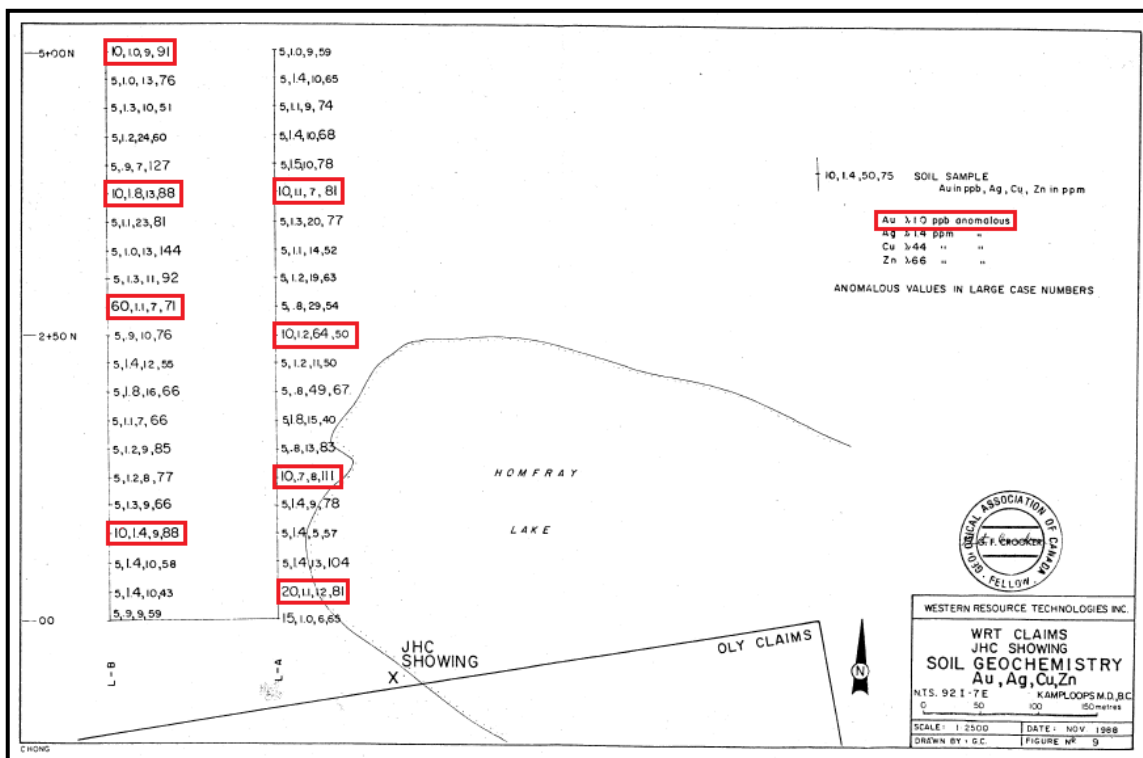 5+00N
10,1.0,9,91
5,1.0,13,76
5,1.3,10,51
5,1.2,24,60
5,.9,7,127
10,1.8,13,88
5,1.1,23,81
5,1.0,13,144
5,1.3,11,92
60,1.1,7,71
2+50N
5,.9,10,76
5,1.4,12,55
5,1.8,16,66
5,1.1,7,66
5,1.2,9,85
5,1.2,8,77
5,1.3,9,66
10,1.4,9,88
5,1.4,10,58
5,1.4,10,43
00
5,.9,9,59
L-B
5,1.0,9,59
5,1.4,10,65
5,1.1,9,74
5,1.4,10,68
5,1.5,10,78
10,1.1,7,81
5,1.3,20,77
5,1.1,14,52
5,1.2,19,63
5,.8,29,54
10,1.2,64,50
5,1.2,11,50
5,.8,49,67
5,1.8,15,40
5,.8,13,83
10,.7,8,111
5,1.4,9,78
5,1.4,5,57
5,1.4,13,104
20,1.1,12,81
15,1.0,6,65
L-A
10,1.4,50,75 SOIL SAMPLE
Au in ppb, Ag, Cu, Zn in ppm
Au ≥10 ppb anomalous
Ag ≥1.4 ppm "
Cu ≥44 " "
Zn ≥66 " "
ANOMALOUS VALUES IN LARGE CASE NUMBERS
HOMFRAY
LAKE
JHC
SHOWING
X
OLY CLAIMS
N
GEOLOGICAL ASSOCIATION OF CANADA
G. F. CROOKER
FELLOW
WESTERN RESOURCE TECHNOLOGIES INC.
WRT CLAIMS
JHC SHOWING
SOIL GEOCHEMISTRY
Au, Ag, Cu, Zn
N.T.S. 92 I-7E KAMPLOOPS M.D., B.C.
0 50 100 150 metres
SCALE: 1:2500 DATE: NOV. 1988
DRAWN BY: G.C. FIGURE Nº 9
CHONG